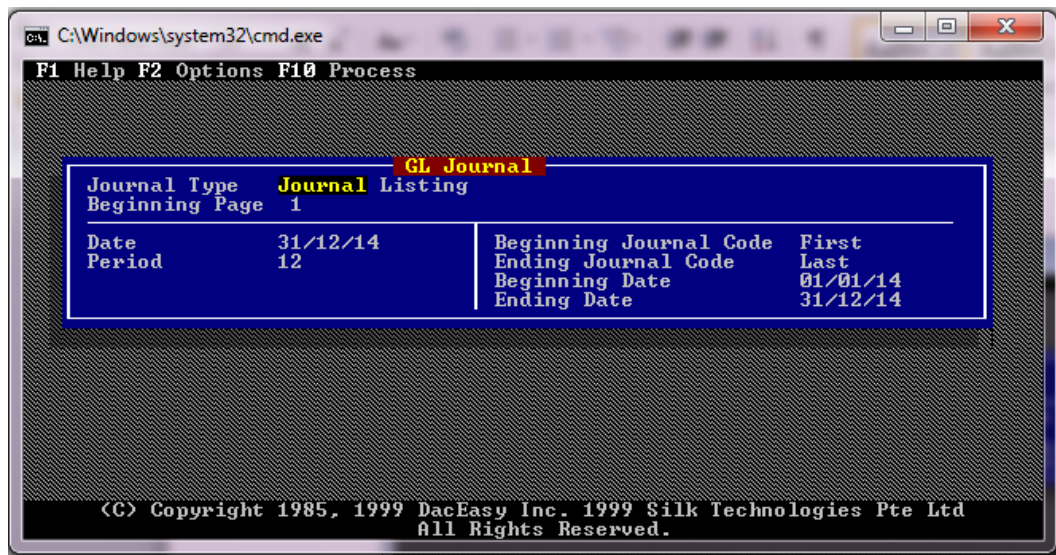 C:\Windows\system32\cmd.exe
F1 Help F2 Options F10 Process
GL Journal
Journal Type Journal Listing
Beginning Page 1
Date 31/12/14
Period 12
Beginning Journal Code First
Ending Journal Code Last
Beginning Date 01/01/14
Ending Date 31/12/14
(C) Copyright 1985, 1999 DacEasy Inc. 1999 Silk Technologies Pte Ltd
All Rights Reserved.